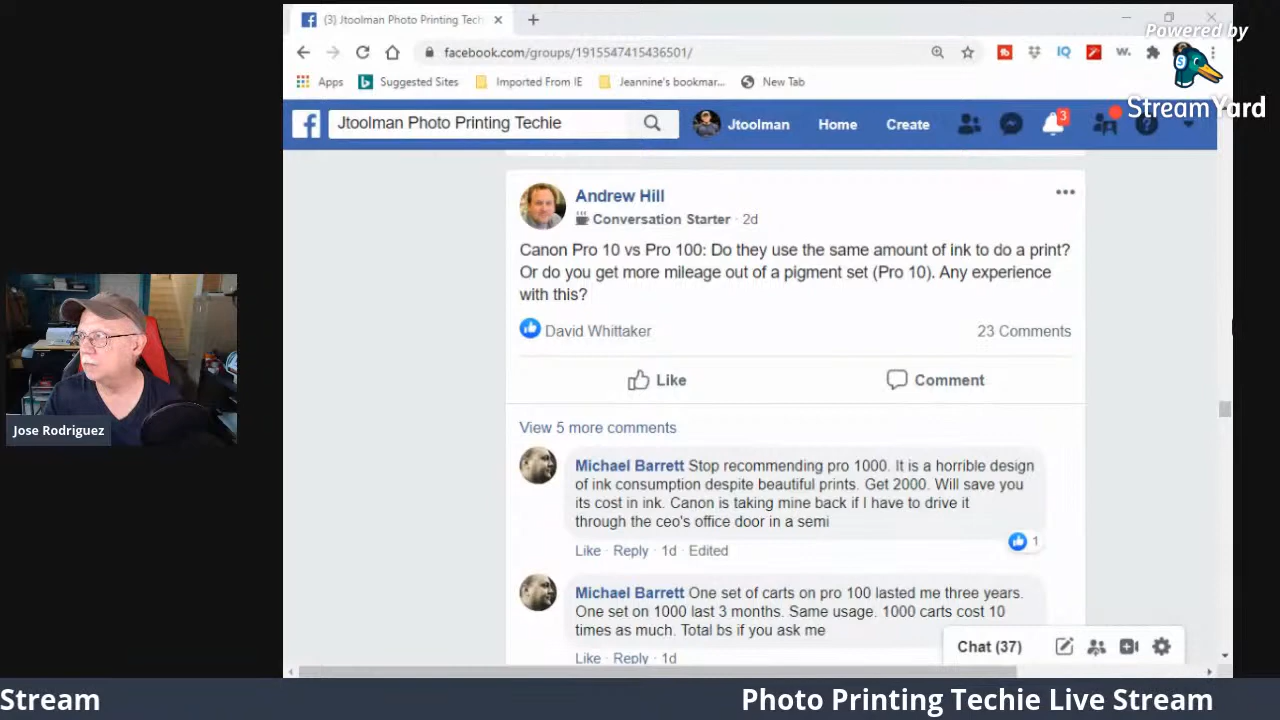 (3) Jtoolman Photo Printing Tech
Powered by
facebook.com/groups/1915547415436501/
IQ
w.
S
Apps
Suggested Sites
Imported From IE
Jeannine's bookmar...
New Tab
StreamYard
Jtoolman Photo Printing Techie
Jtoolman
Home
Create
3
Andrew Hill
Conversation Starter · 2d
Canon Pro 10 vs Pro 100: Do they use the same amount of ink to do a print?
Or do you get more mileage out of a pigment set (Pro 10). Any experience
with this?
David Whittaker
23 Comments
Like
Comment
View 5 more comments
Michael Barrett Stop recommending pro 1000. It is a horrible design
of ink consumption despite beautiful prints. Get 2000. Will save you
its cost in ink. Canon is taking mine back if I have to drive it
through the ceo's office door in a semi
Like · Reply · 1d · Edited
1
Michael Barrett One set of carts on pro 100 lasted me three years.
One set on 1000 last 3 months. Same usage. 1000 carts cost 10
times as much. Total bs if you ask me
Like · Reply · 1d
Chat (37)
Jose Rodriguez
Stream
Photo Printing Techie Live Stream